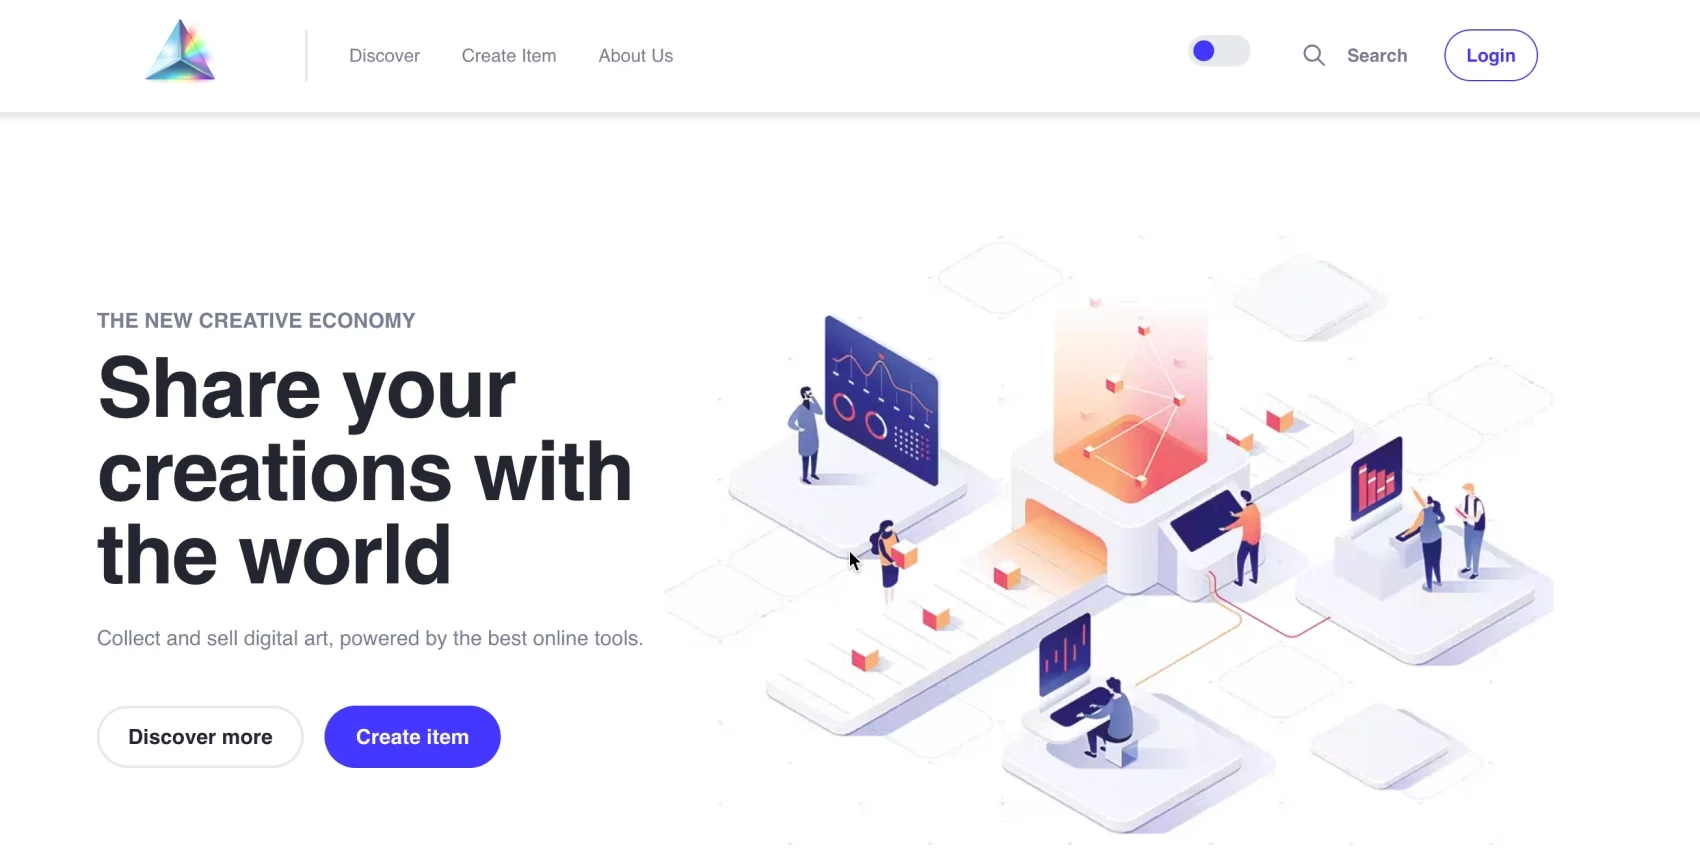 Discover
Create Item
About Us
Search
Login
THE NEW CREATIVE ECONOMY
Share your
creations with
the world
Collect and sell digital art, powered by the best online tools.
Discover more
Create item